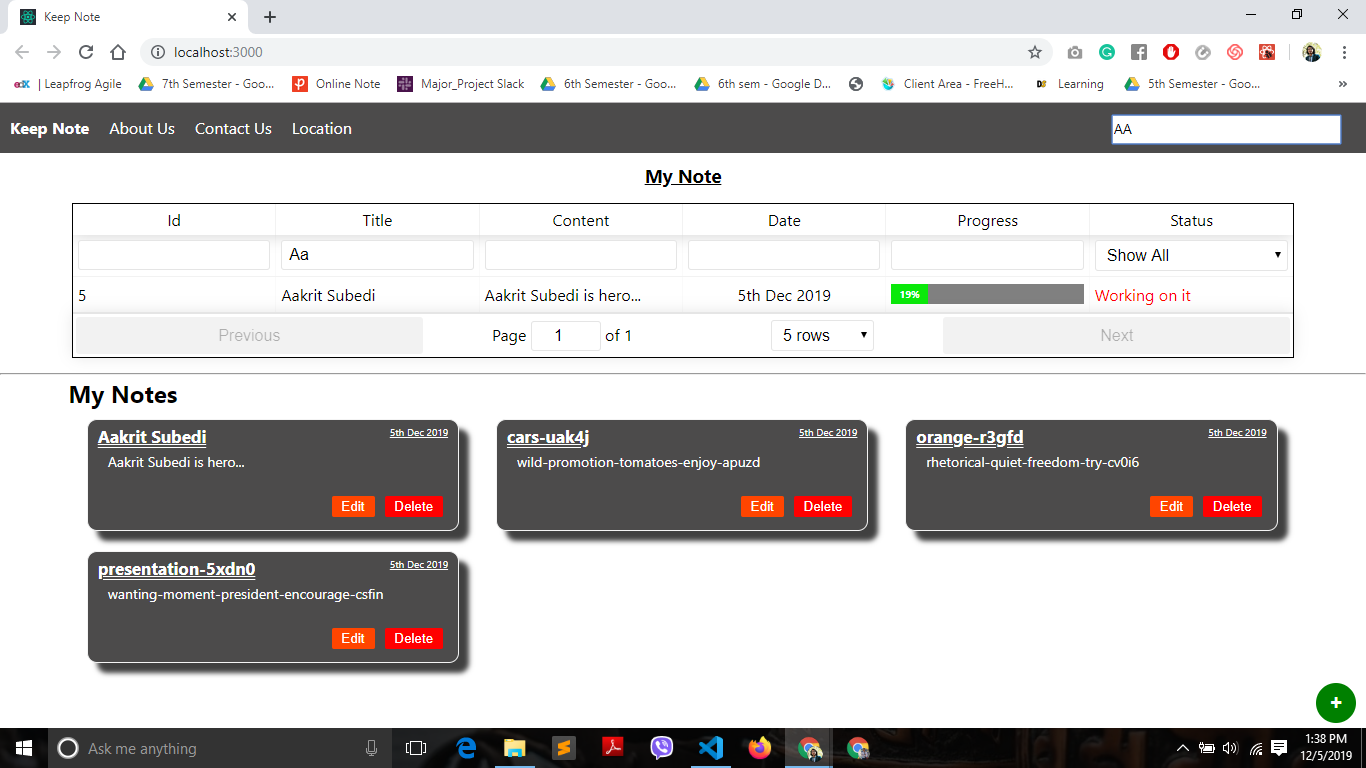 Keep Note
localhost:3000
edX | Leapfrog Agile 7th Semester - Goo... Online Note Major_Project Slack 6th Semester - Goo... 6th sem - Google D... Client Area - FreeH... Learning 5th Semester - Goo... »
Keep Note About Us Contact Us Location AA
My Note
Id Title Content Date Progress Status
Aa Show All
5 Aakrit Subedi Aakrit Subedi is hero... 5th Dec 2019 19% Working on it
Previous Page 1 of 1 5 rows Next
My Notes
Aakrit Subedi 5th Dec 2019 cars-uak4j 5th Dec 2019 orange-r3gfd 5th Dec 2019
Aakrit Subedi is hero... wild-promotion-tomatoes-enjoy-apuzd rhetorical-quiet-freedom-try-cv0i6
Edit Delete Edit Delete Edit Delete
presentation-5xdn0 5th Dec 2019
wanting-moment-president-encourage-csfin
Edit Delete
+
Ask me anything 1:38 PM
12/5/2019